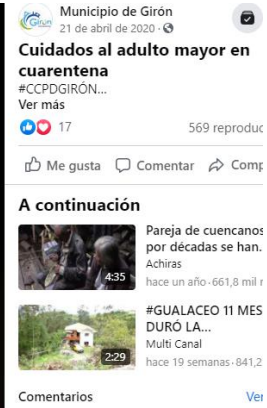 Municipio de Girón
21 de abril de 2020 ·
Cuidados al adulto mayor en
cuarentena
#CCPDGIRÓN...
Ver más
17
569 reproduc
Me gusta
Comentar
Comp
A continuación
4:35
Pareja de cuencanos
por décadas se han.
Achiras
hace un año · 661,8 mil r
2:29
#GUALACEO 11 MES
DURÓ LA...
Multi Canal
hace 19 semanas · 841,2
Comentarios
Ver